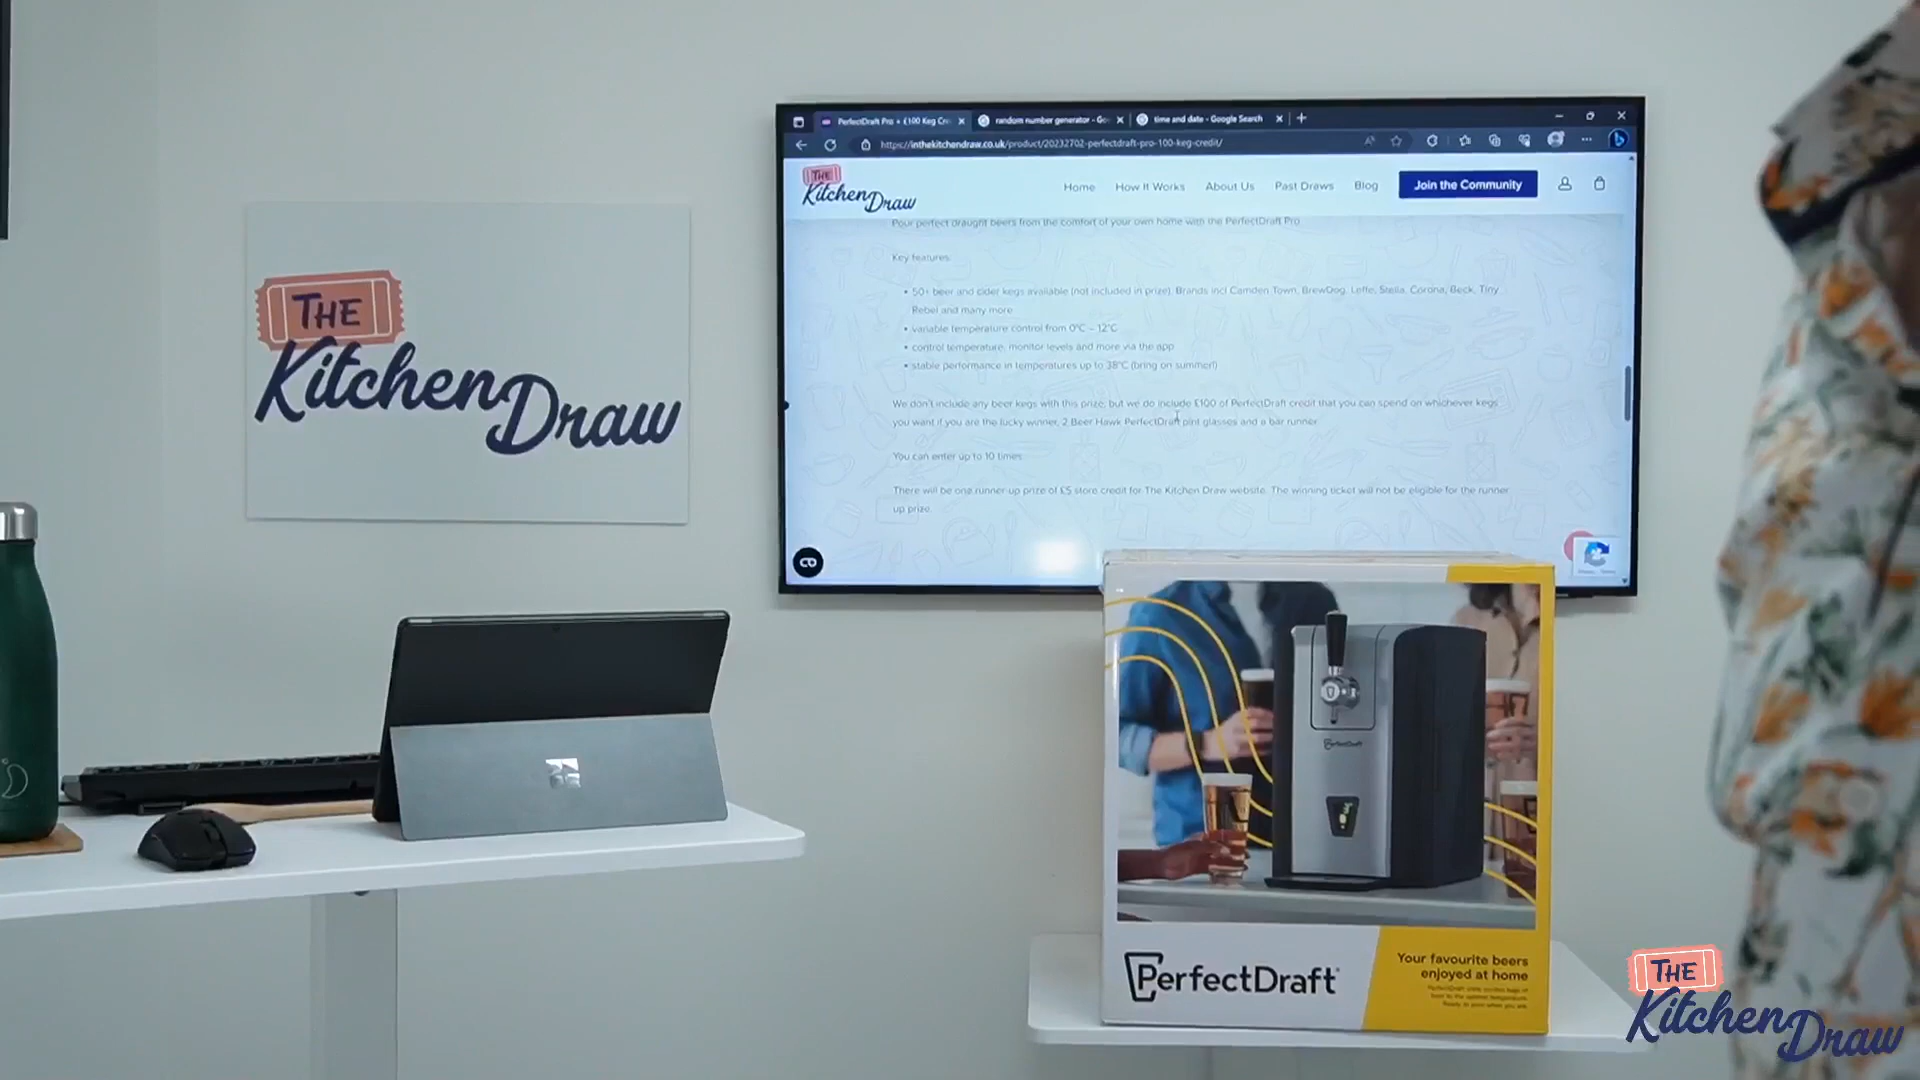 THE
Kitchen Draw
PerfectDraft Pro + £100 Keg Cre
random number generator - Go
time and date - Google Search
https://inthekitchendraw.co.uk/product/20232702-perfectdraft-pro-100-keg-credit/
THE
Kitchen Draw
Home
How It Works
About Us
Past Draws
Blog
Join the Community
Pour perfect draught beers from the comfort of your own home with the PerfectDraft Pro
Key features:
• 50+ beer and cider kegs available (not included in prize). Brands incl Camden Town, BrewDog, Leffe, Stella, Corona, Beck, Tiny
Rebel and many more
• variable temperature control from 0°C – 12°C
• control temperature, monitor levels and more via the app
• stable performance in temperatures up to 38°C (bring on summer!)
We don't include any beer kegs with this prize, but we do include £100 of PerfectDraft credit that you can spend on whichever kegs
you want if you are the lucky winner, 2 Beer Hawk PerfectDraft pint glasses and a bar runner.
You can enter up to 10 times.
There will be one runner up prize of £5 store credit for The Kitchen Draw website. The winning ticket will not be eligible for the runner
up prize.
PerfectDraft
PerfectDraft
Your favourite beers
enjoyed at home
THE
Kitchen Draw